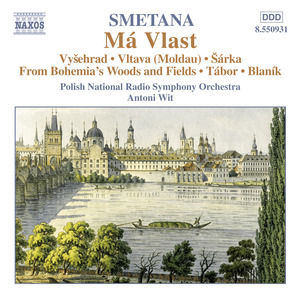 NAXOS
DDD
8.550931
SMETANA
Má Vlast
Vyšehrad • Vltava (Moldau) • Šárka
From Bohemia's Woods and Fields • Tábor • Blaník
Polish National Radio Symphony Orchestra
Antoni Wit